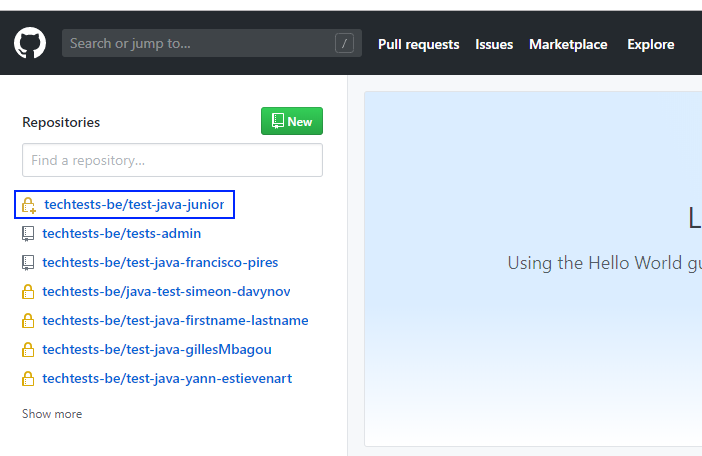 Search or jump to... /
Pull requests Issues Marketplace Explore
Repositories
New
Find a repository...
techtests-be/test-java-junior
techtests-be/tests-admin
techtests-be/test-java-francisco-pires
techtests-be/java-test-simeon-davynov
techtests-be/test-java-firstname-lastname
techtests-be/test-java-gillesMbagou
techtests-be/test-java-yann-estievenart
Show more
L
Using the Hello World gu